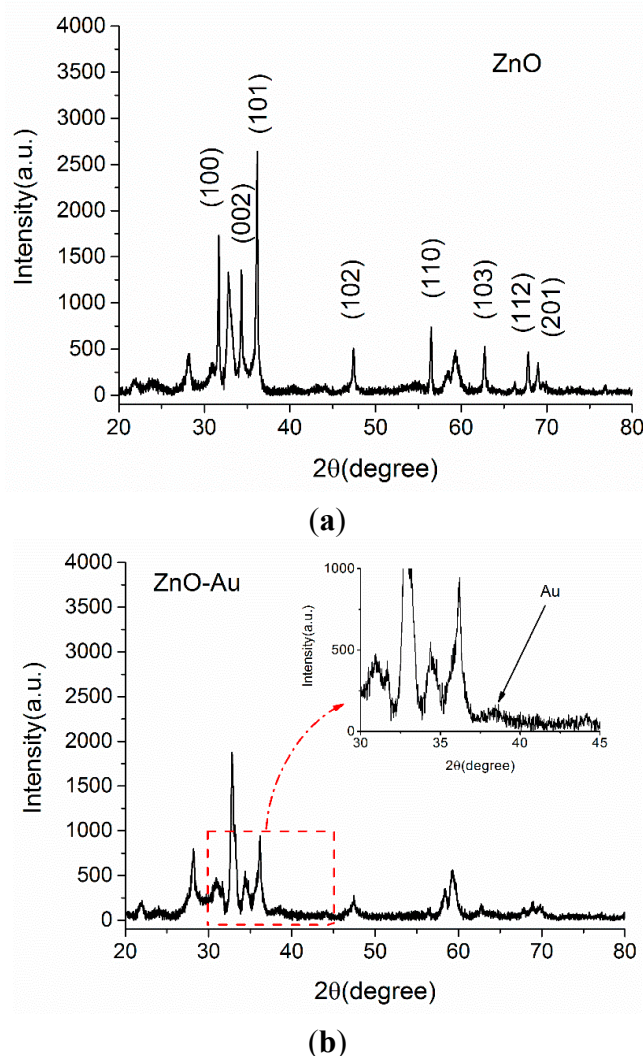 ZnO
4000
3500
3000
2500
2000
1500
1000
500
0
Intensity(a.u.)
(100)
(002)
(101)
(102)
(110)
(103)
(112)
(201)
20 30 40 50 60 70 80
2θ(degree)
(a)
ZnO-Au
4000
3500
3000
2500
2000
1500
1000
500
0
Intensity(a.u.)
1000
500
0
Intensity(a.u.)
Au
30 35 40 45
2θ(degree)
20 30 40 50 60 70 80
2θ(degree)
(b)